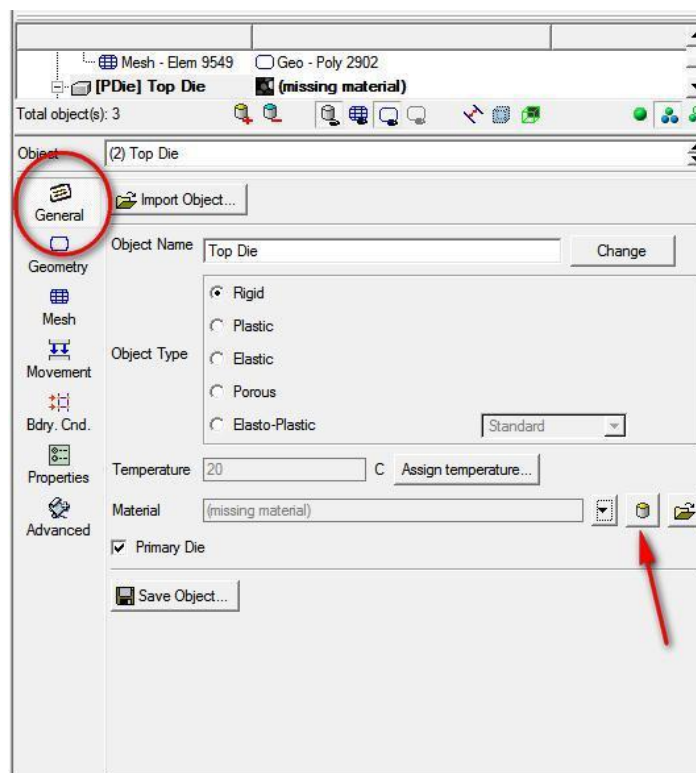 Mesh - Elem 9549 Geo - Poly 2902
[PDie] Top Die (missing material)
Total object(s): 3
Object (2) Top Die
General
Import Object...
Object Name Top Die Change
Geometry
Rigid
Mesh
Plastic
Object Type Elastic
Movement
Porous
Bdry. Cnd.
Elasto-Plastic Standard
Properties
Temperature 20 C Assign temperature...
Material (missing material)
Advanced
Primary Die
Save Object...